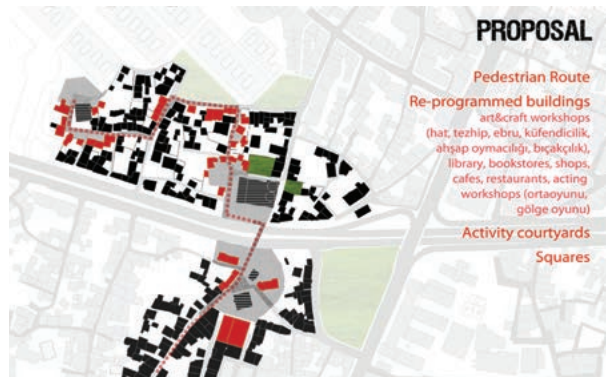 PROPOSAL
Pedestrian Route
Re-programmed buildings
art&craft workshops
(hat, tezhip, ebru, küfendicilik,
ahşap oymacılığı, bıçakçılık),
library, bookstores, shops,
cafes, restaurants, acting
workshops (ortaoyunu,
gölge oyunu)
Activity courtyards
Squares